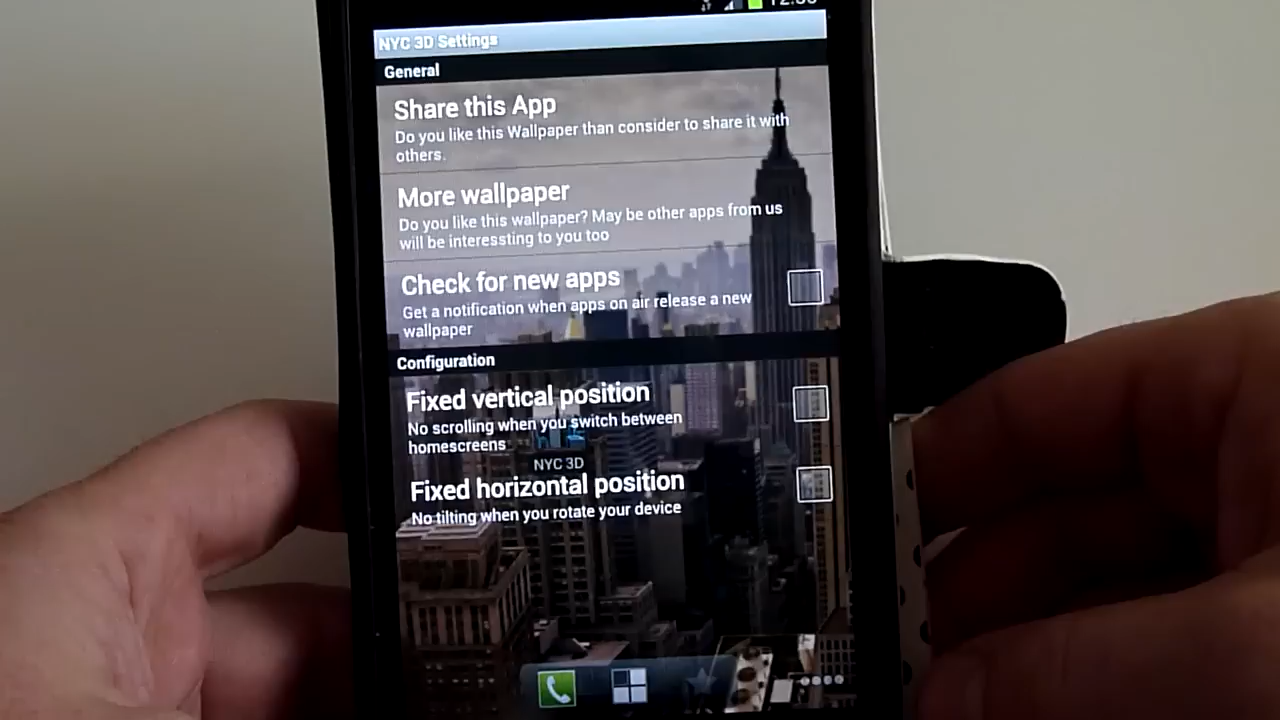 NYC 3D Settings
General
Share this App
Do you like this Wallpaper than consider to share it with
others.
More wallpaper
Do you like this wallpaper? May be other apps from us
will be interessting to you too
Check for new apps
Get a notification when apps on air release a new
wallpaper
Configuration
Fixed vertical position
No scrolling when you switch between
homescreens
NYC 3D
Fixed horizontal position
No tilting when you rotate your device